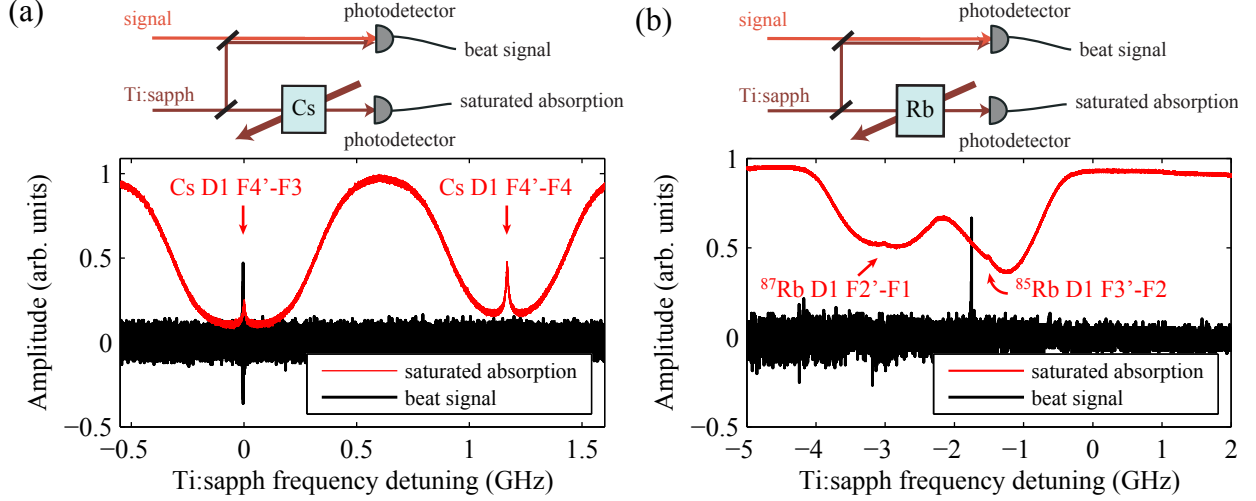 (a)
photodetector
signal
beat signal
Ti:sapph
Cs
saturated absorption
photodetector
Cs D1 F4’-F3
Cs D1 F4’-F4
1
0.5
0
−0.5
Amplitude (arb. units)
saturated absorption
beat signal
−0.5
0
0.5
1
1.5
Ti:sapph frequency detuning (GHz)
(b)
photodetector
signal
beat signal
Ti:sapph
Rb
saturated absorption
photodetector
1
0.5
0
−0.5
Amplitude (arb. units)
⁸⁷Rb D1 F2’-F1
⁸⁵Rb D1 F3’-F2
saturated absorption
beat signal
−5
−4
−3
−2
−1
0
1
2
Ti:sapph frequency detuning (GHz)